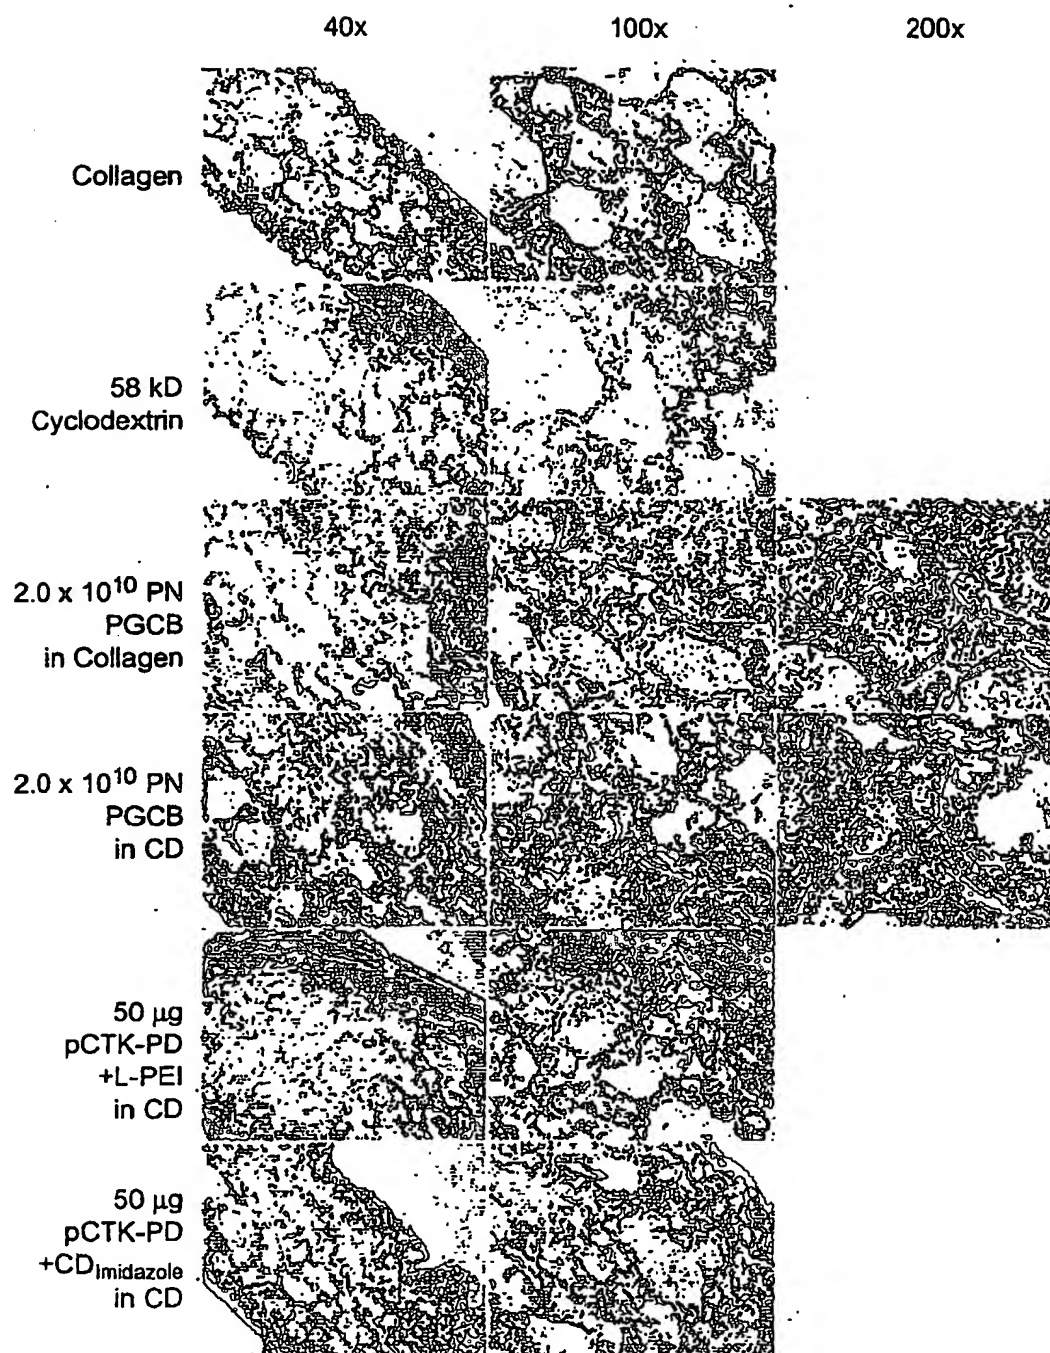 40x 100x 200x
Collagen
58 kD
Cyclodextrin
2.0 x 10¹⁰ PN
PGCB
in Collagen
2.0 x 10¹⁰ PN
PGCB
in CD
50 µg
pCTK-PD
+L-PEI
in CD
50 µg
pCTK-PD
+CDImidazole
in CD